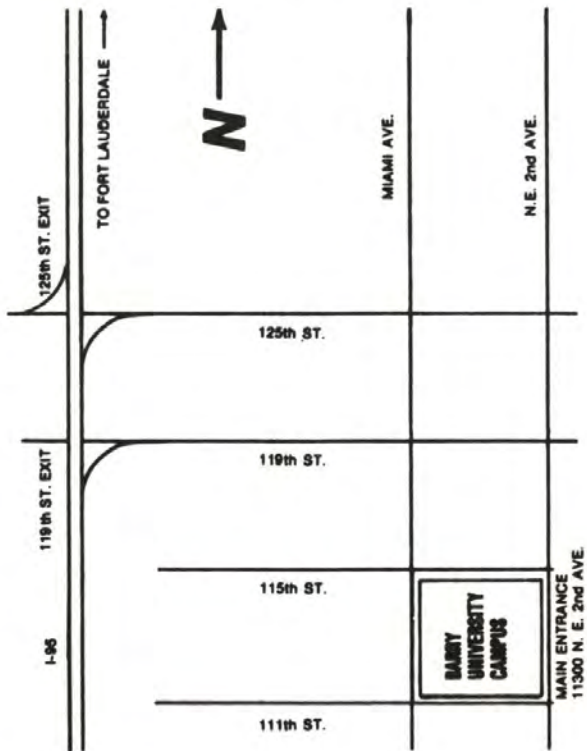 TO FORT LAUDERDALE
N
MIAMI AVE.
N.E. 2nd AVE.
125th ST. EXIT
125th ST.
119th ST. EXIT
119th ST.
I-95
115th ST.
BARRY
UNIVERSITY
CAMPUS
111th ST.
MAIN ENTRANCE
11300 N. E. 2nd AVE.